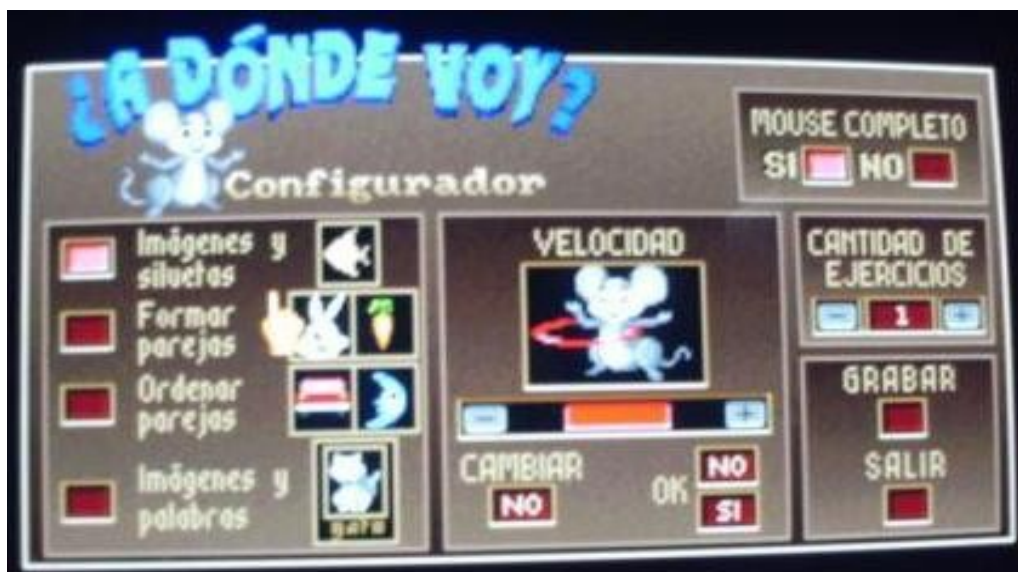 ¿A DÓNDE VOY?
Configurador
MOUSE COMPLETO
SI NO
Imágenes y
siluetas
Formar
parejas
Ordenar
parejas
Imágenes y
palabras
gato
VELOCIDAD
- +
CAMBIAR
NO
OK
NO
SI
CANTIDAD DE
EJERCICIOS
- 1 +
GRABAR
SALIR